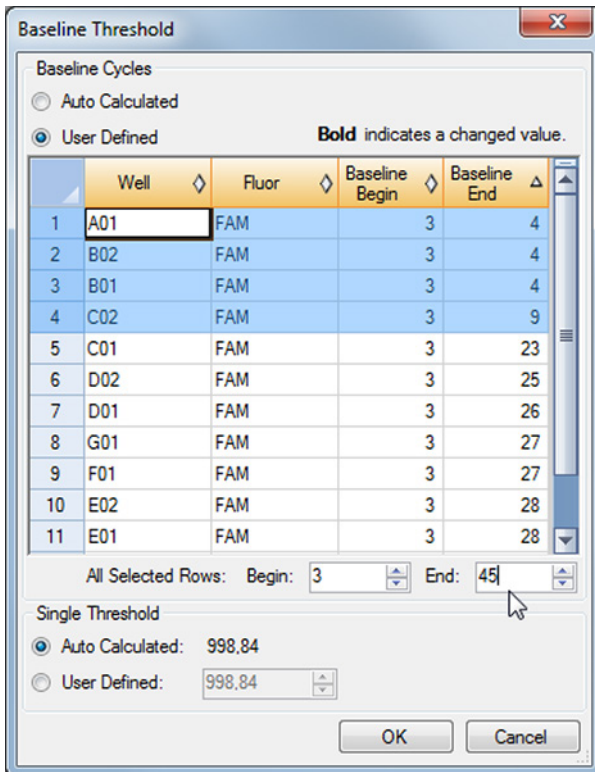 Baseline Threshold
Baseline Cycles
Auto Calculated
User Defined Bold indicates a changed value.
Well Fluor Baseline Begin Baseline End
1 A01 FAM 3 4
2 B02 FAM 3 4
3 B01 FAM 3 4
4 C02 FAM 3 9
5 C01 FAM 3 23
6 D02 FAM 3 25
7 D01 FAM 3 26
8 G01 FAM 3 27
9 F01 FAM 3 27
10 E02 FAM 3 28
11 E01 FAM 3 28
All Selected Rows: Begin: 3 End: 45
Single Threshold
Auto Calculated: 998,84
User Defined: 998,84
OK Cancel